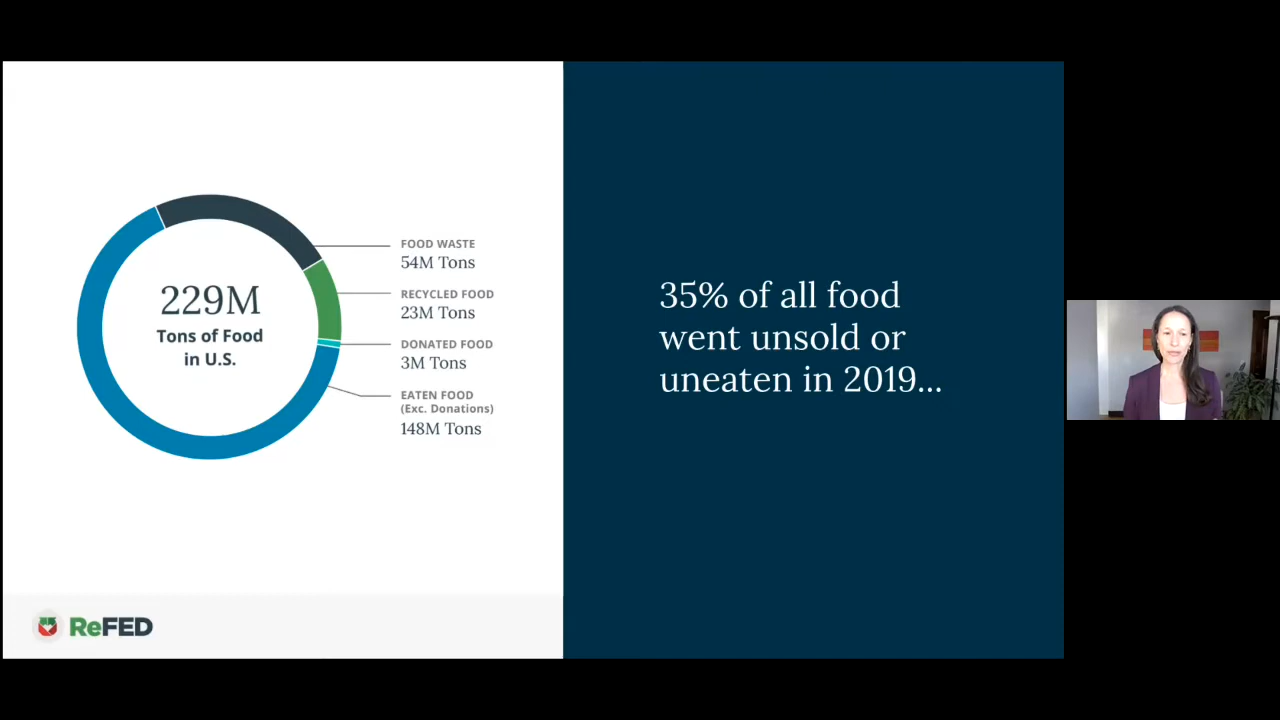 229M
Tons of Food
in U.S.
FOOD WASTE
54M Tons
RECYCLED FOOD
23M Tons
DONATED FOOD
3M Tons
EATEN FOOD
(Exc. Donations)
148M Tons
ReFED
35% of all food
went unsold or
uneaten in 2019...